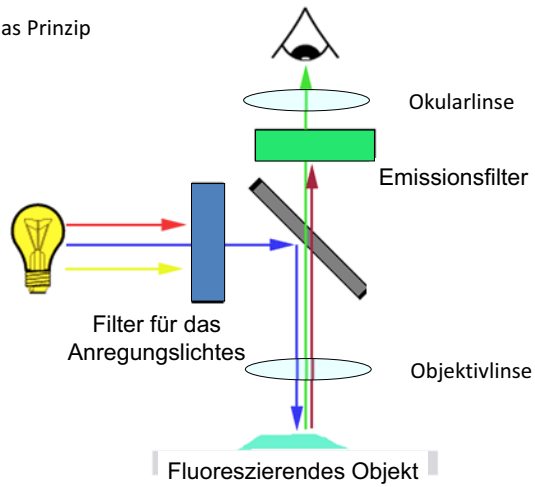 as Prinzip
Okularlinse
Emissionsfilter
Filter für das
Anregungslichtes
Objektivlinse
Fluoreszierendes Objekt